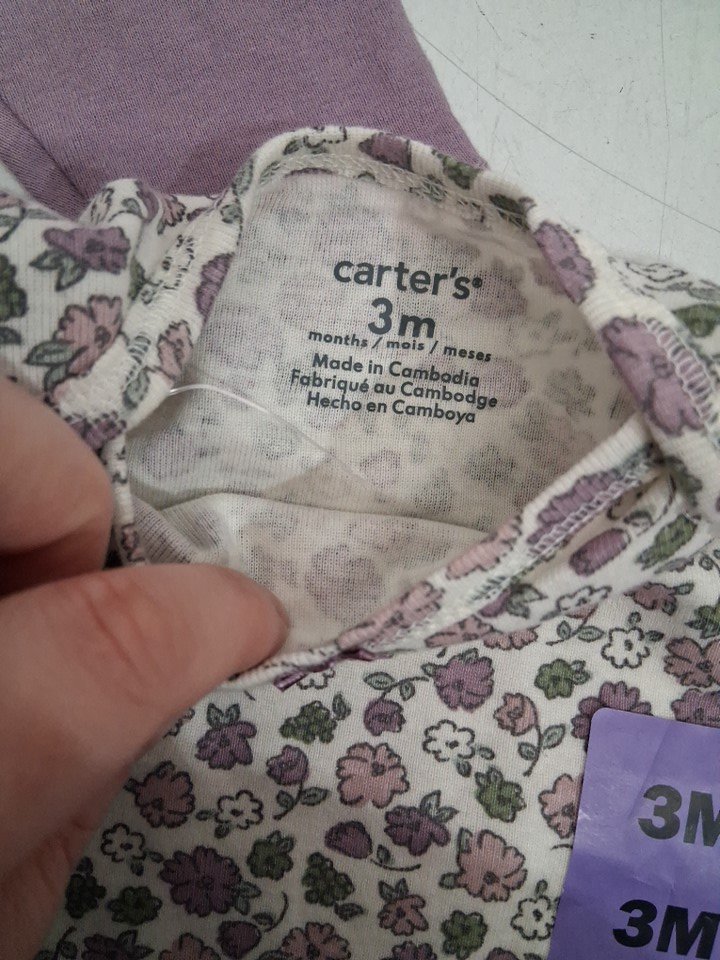 carter's®
3m
months / mois / meses
Made in Cambodia
Fabriqué au Cambodge
Hecho en Camboya
3M
3M